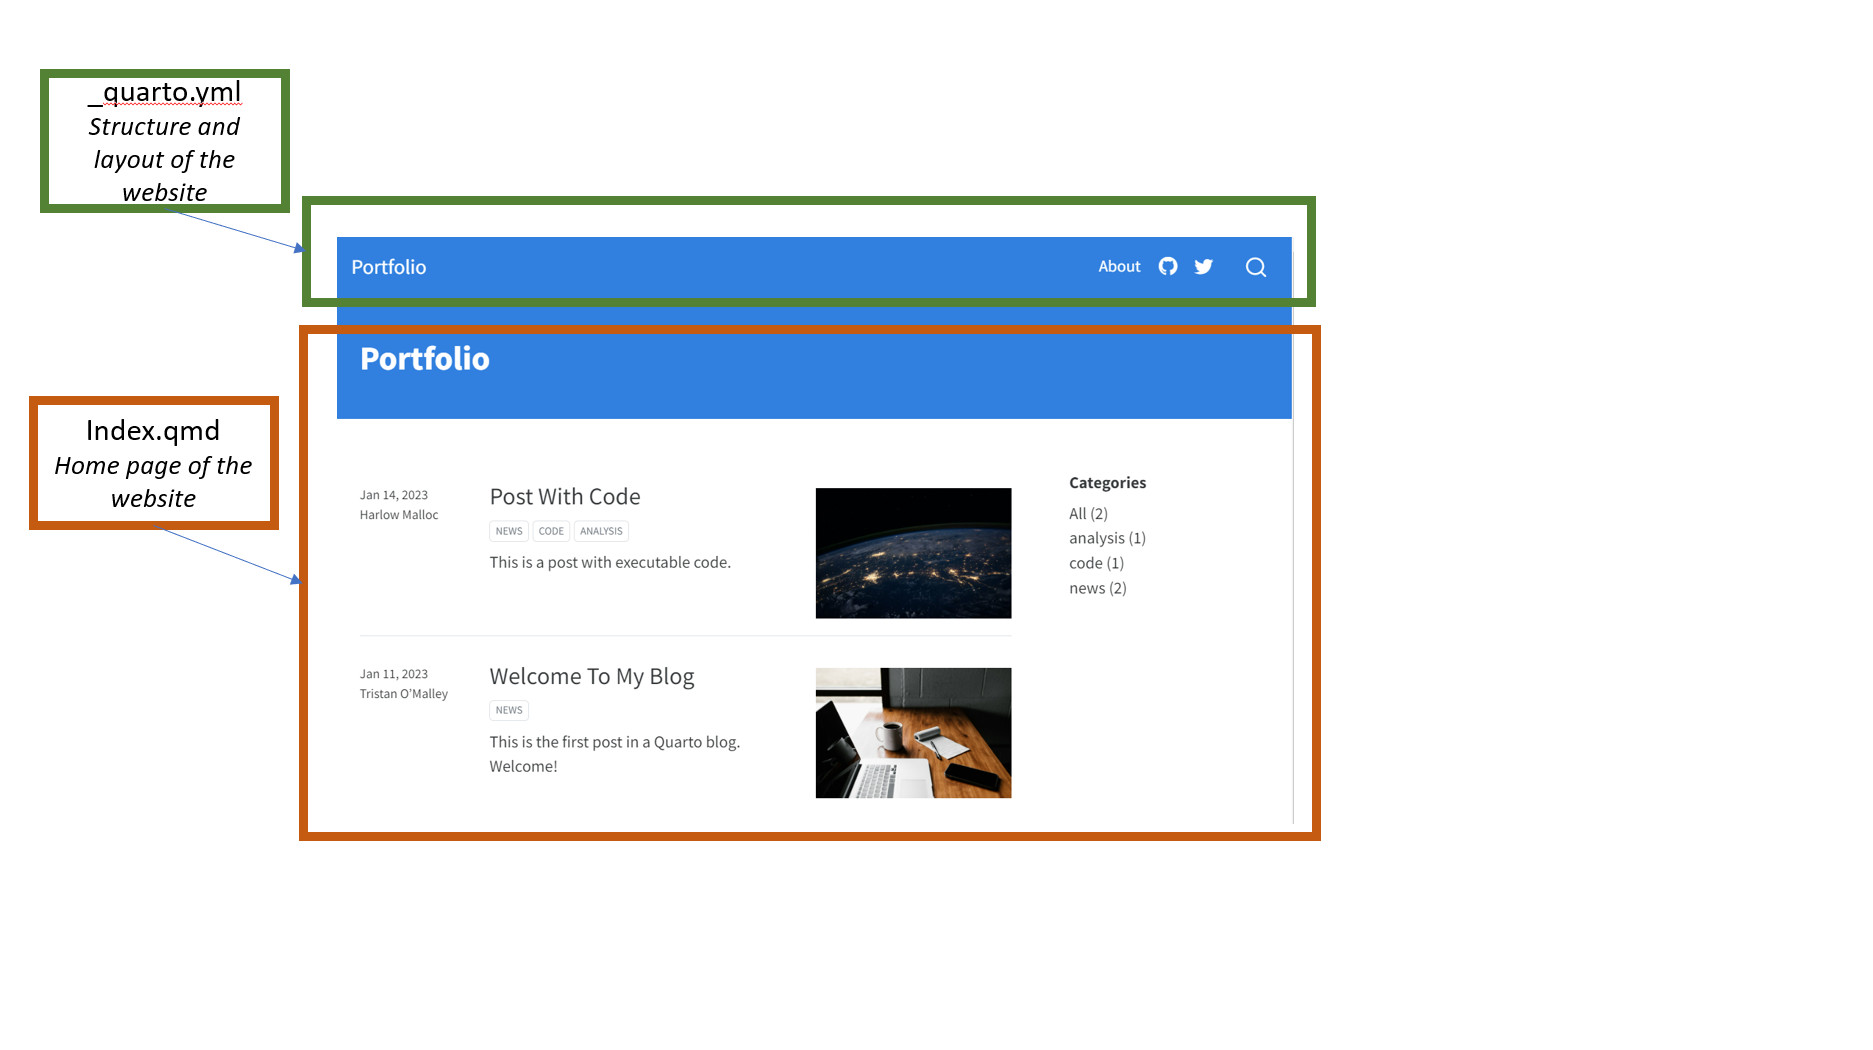 _quarto.yml
Structure and
layout of the
website
Portfolio
About
Portfolio
Index.qmd
Home page of the
website
Jan 14, 2023
Harlow Malloc
Post With Code
NEWS CODE ANALYSIS
This is a post with executable code.
Jan 11, 2023
Tristan O'Malley
Welcome To My Blog
NEWS
This is the first post in a Quarto blog.
Welcome!
Categories
All (2)
analysis (1)
code (1)
news (2)